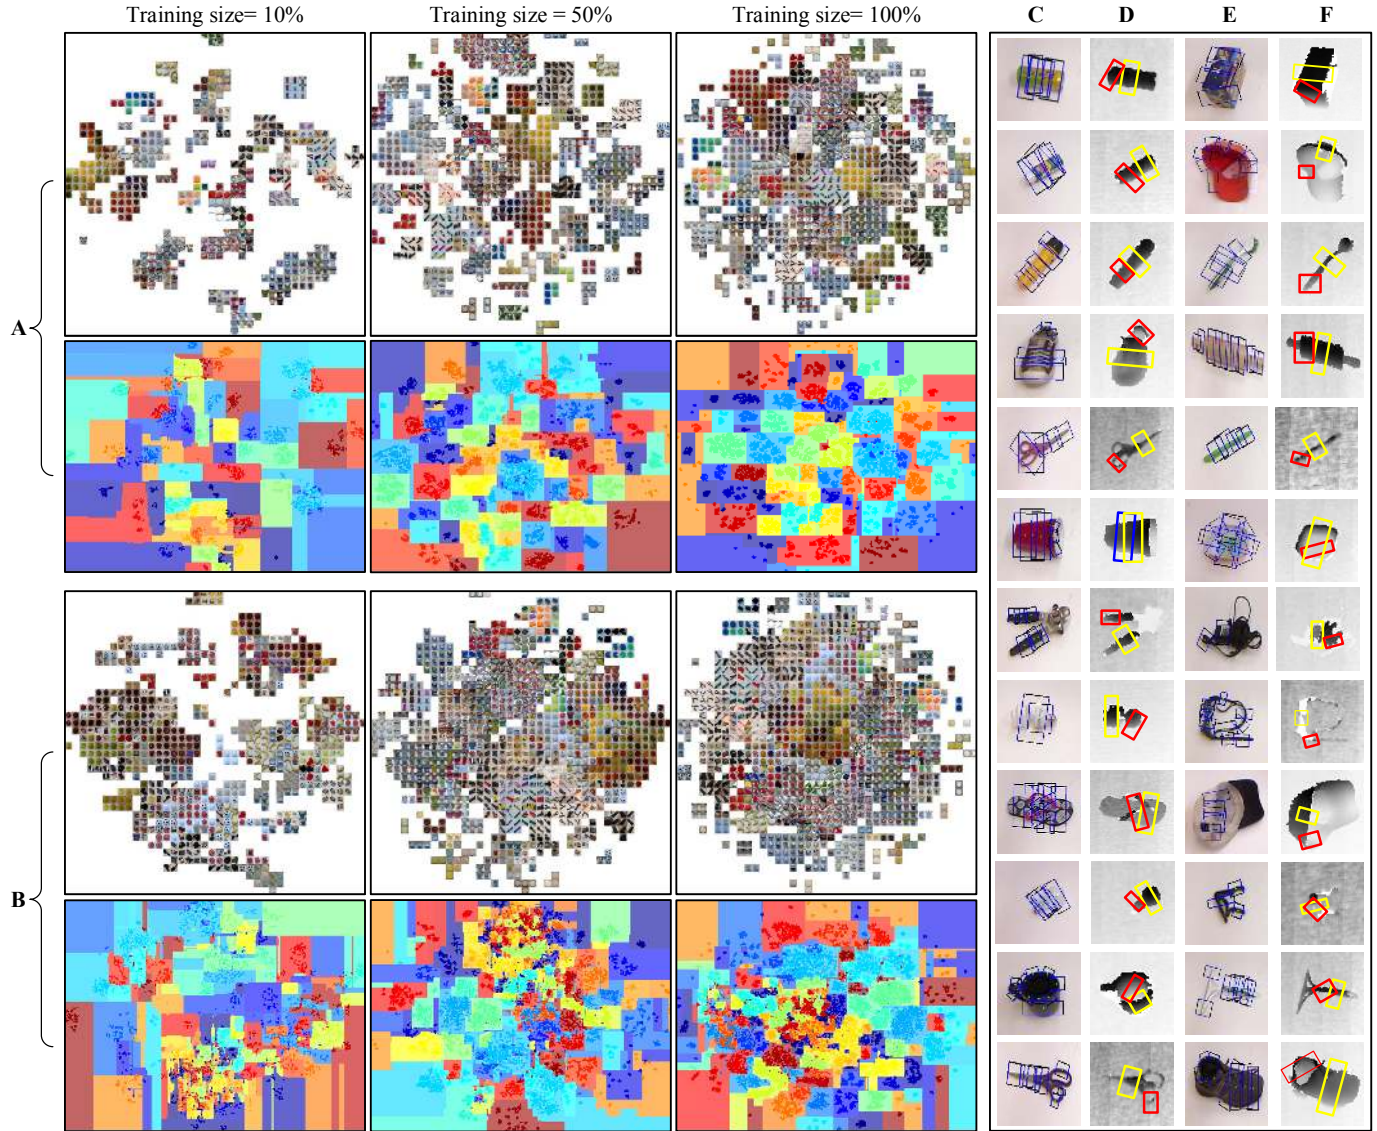 Training size= 10%
Training size = 50%
Training size= 100%
C
D
E
F
A
B